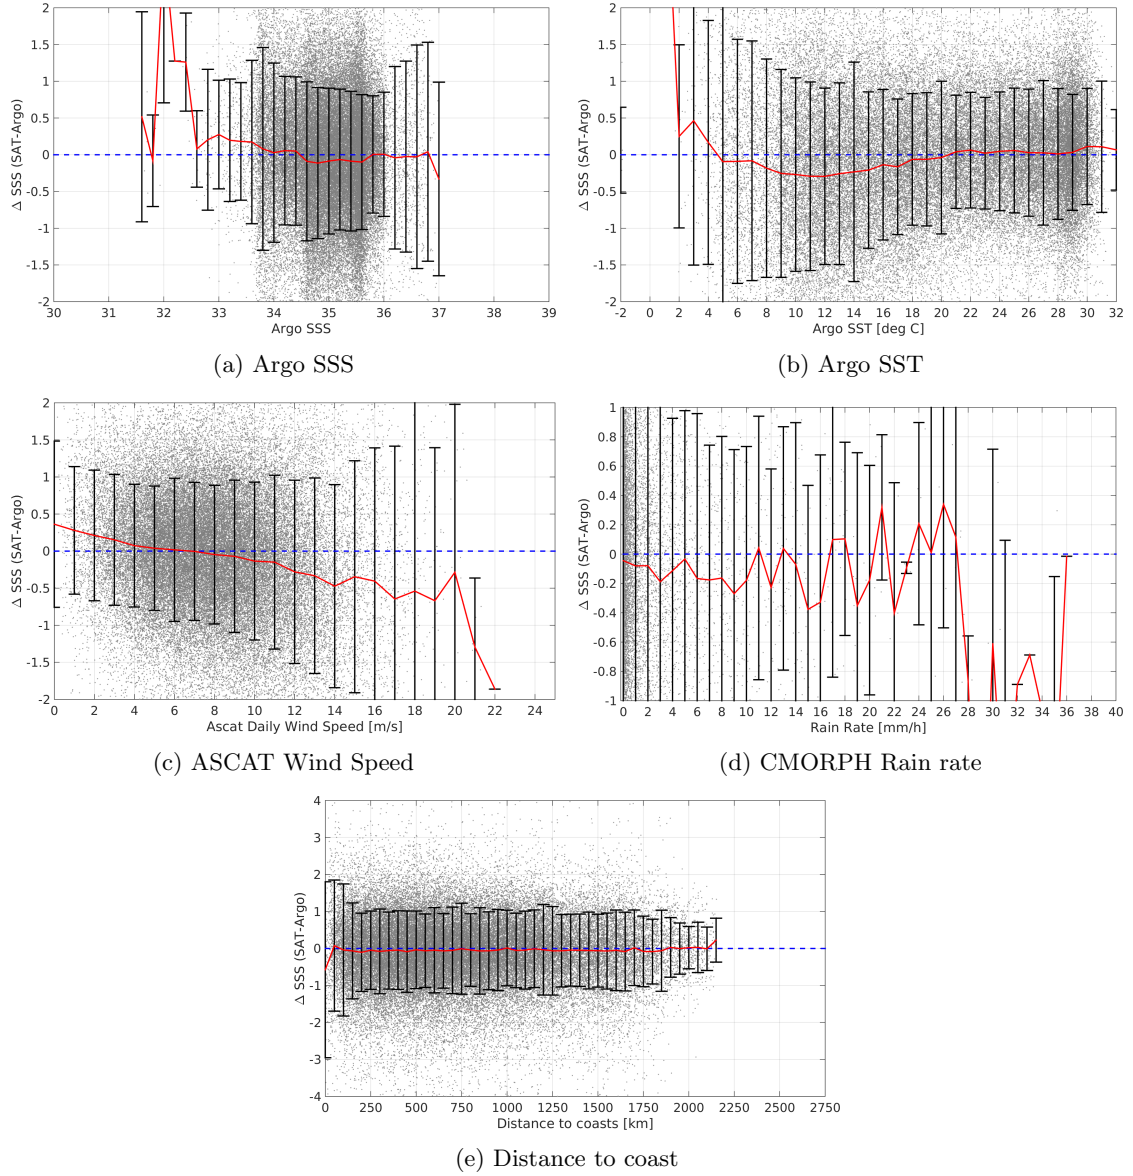 2
1.5
1
0.5
0
-0.5
-1
-1.5
-2
Δ SSS (SAT-Argo)
30 31 32 33 34 35 36 37 38 39
Argo SSS
(a) Argo SSS
2
1.5
1
0.5
0
-0.5
-1
-1.5
-2
Δ SSS (SAT-Argo)
-2 0 2 4 6 8 10 12 14 16 18 20 22 24 26 28 30 32
Argo SST [deg C]
(b) Argo SST
2
1.5
1
0.5
0
-0.5
-1
-1.5
-2
Δ SSS (SAT-Argo)
0 2 4 6 8 10 12 14 16 18 20 22 24
Ascat Daily Wind Speed [m/s]
(c) ASCAT Wind Speed
1
0.8
0.6
0.4
0.2
0
-0.2
-0.4
-0.6
-0.8
-1
Δ SSS (SAT-Argo)
0 2 4 6 8 10 12 14 16 18 20 22 24 26 28 30 32 34 36 38 40
Rain Rate [mm/h]
(d) CMORPH Rain rate
4
3
2
1
0
-1
-2
-3
-4
Δ SSS (SAT-Argo)
0 250 500 750 1000 1250 1500 1750 2000 2250 2500 2750
Distance to coasts [km]
(e) Distance to coast